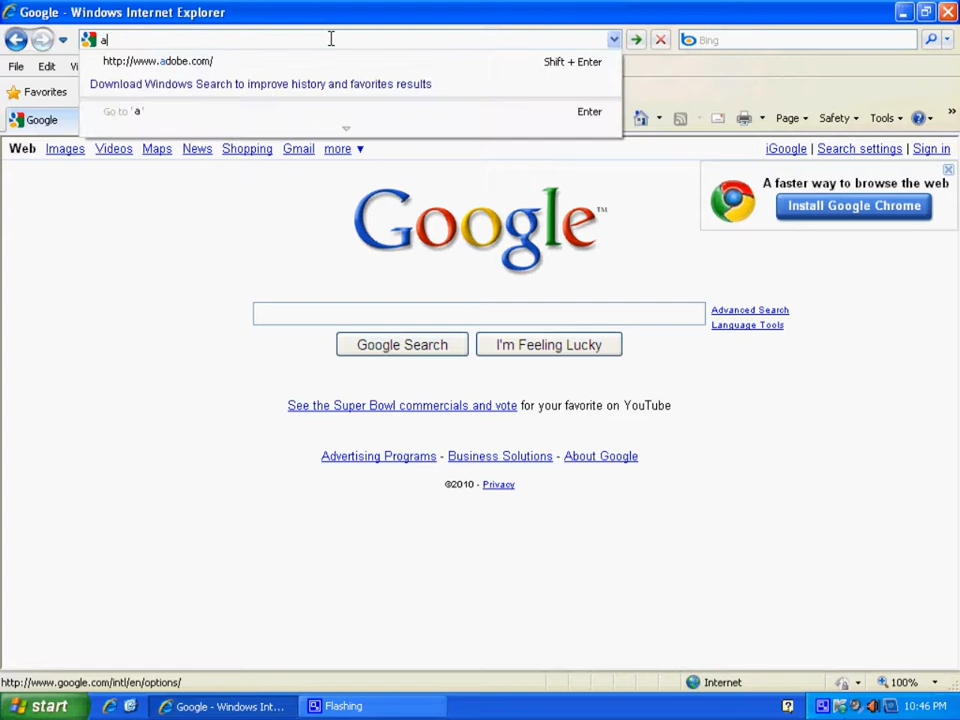 Google - Windows Internet Explorer
a
Bing
http://www.adobe.com/ Shift + Enter
File Edit Vi
Download Windows Search to improve history and favorites results
Favorites
Go to 'a' Enter
Google
Page Safety Tools »
Web Images Videos Maps News Shopping Gmail more ▼ iGoogle | Search settings | Sign in
A faster way to browse the web
Install Google Chrome
Google™
Advanced Search
Language Tools
Google Search I'm Feeling Lucky
See the Super Bowl commercials and vote for your favorite on YouTube
Advertising Programs - Business Solutions - About Google
©2010 - Privacy
http://www.google.com/intl/en/options/ Internet 100%
start Google - Windows Int... Flashing 10:46 PM